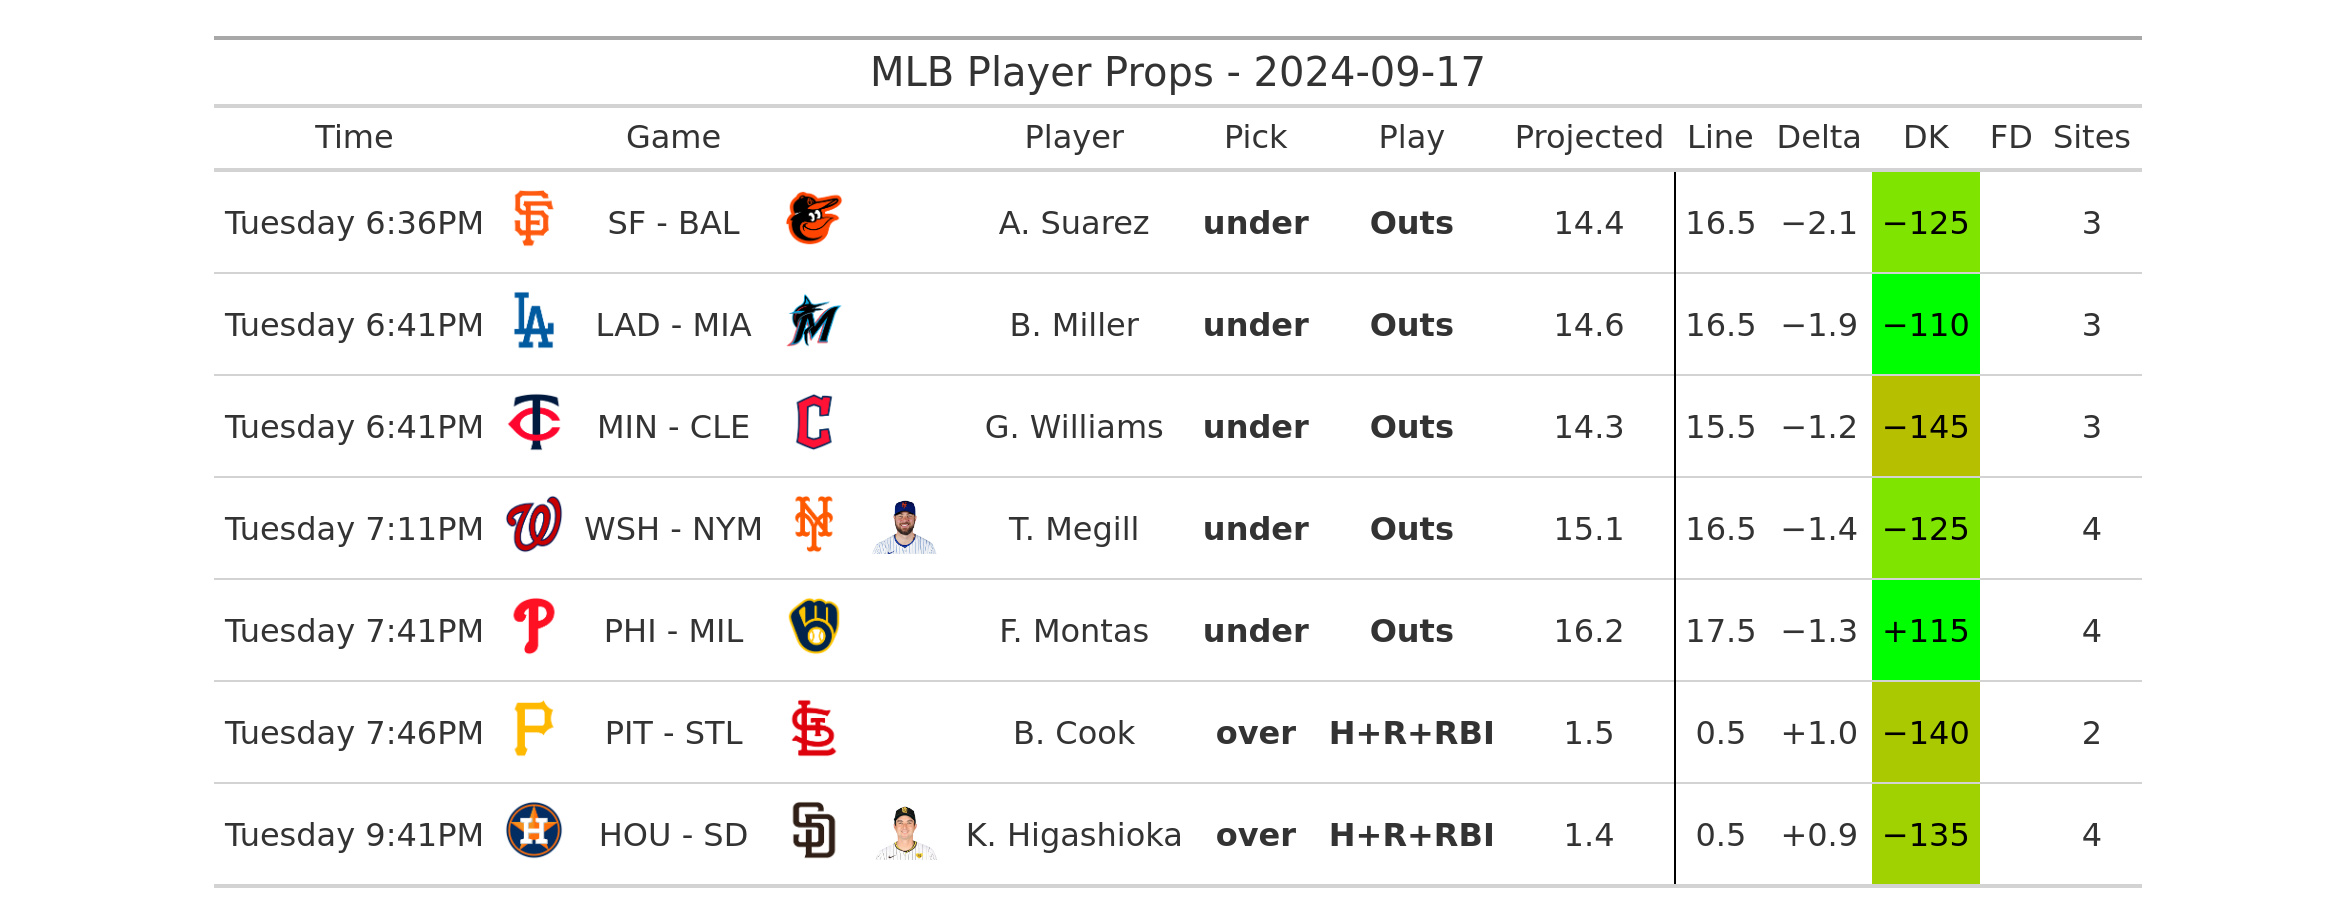 MLB Player Props - 2024-09-17
Time Game Player Pick Play Projected Line Delta DK FD Sites
Tuesday 6:36PM SF - BAL A. Suarez under Outs 14.4 16.5 −2.1 −125 3
Tuesday 6:41PM LAD - MIA B. Miller under Outs 14.6 16.5 −1.9 −110 3
Tuesday 6:41PM MIN - CLE G. Williams under Outs 14.3 15.5 −1.2 −145 3
Tuesday 7:11PM WSH - NYM T. Megill under Outs 15.1 16.5 −1.4 −125 4
Tuesday 7:41PM PHI - MIL F. Montas under Outs 16.2 17.5 −1.3 +115 4
Tuesday 7:46PM PIT - STL B. Cook over H+R+RBI 1.5 0.5 +1.0 −140 2
Tuesday 9:41PM HOU - SD K. Higashioka over H+R+RBI 1.4 0.5 +0.9 −135 4